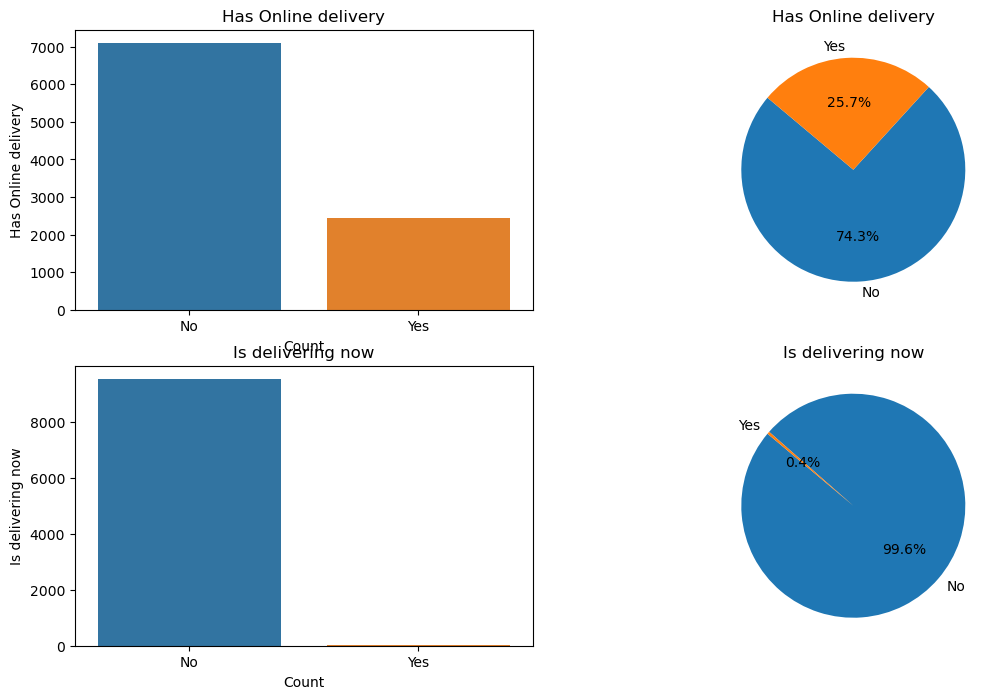 Has Online delivery
Has Online delivery
7000
6000
5000
4000
3000
2000
1000
0
No
Yes
Count
Has Online delivery
Yes
25.7%
74.3%
No
Is delivering now
Is delivering now
8000
6000
4000
2000
0
No
Yes
Count
Is delivering now
Yes
0.4%
99.6%
No